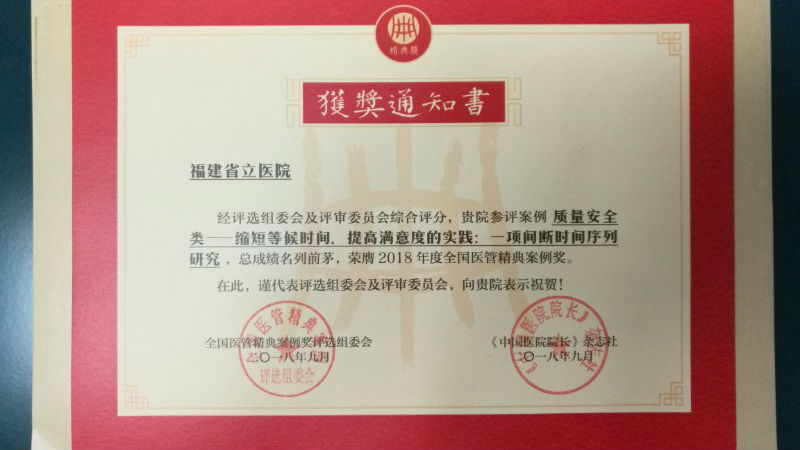 精典獎
獲獎通知書
福建省立医院
经评选组委会及评审委员会综合评分，贵院参评案例 质量安全
类——缩短等候时间，提高满意度的实践：一项间断时间序列
研究，总成绩名列前茅，荣膺 2018 年度全国医管精典案例奖。
在此，谨代表评选组委会及评审委员会，向贵院表示祝贺！
全国医管精典案例奖评选组委会
二〇一八年九月
评选组委会
《中国医院院长》杂志社
二〇一八年九月